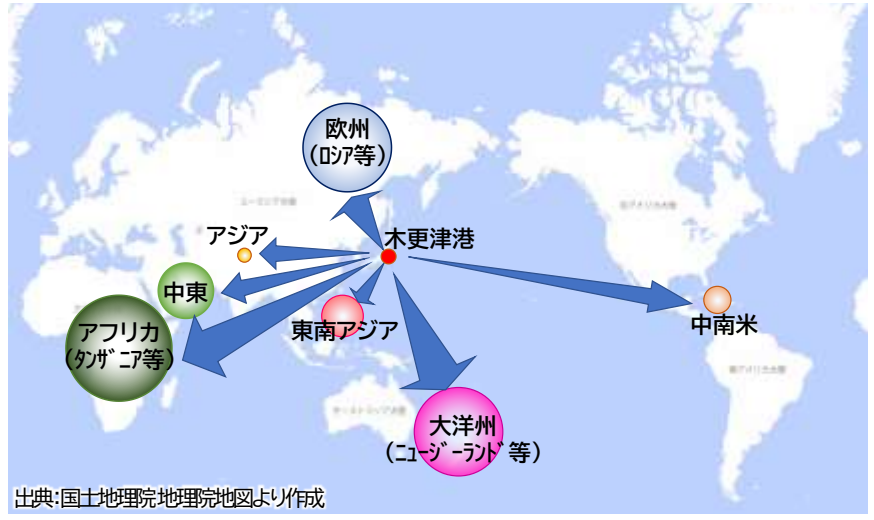 欧州
(ﾛｼｱ等)
木更津港
アジア
中東
アフリカ
(ﾀﾝｻﾞﾆｱ等)
東南アジア
中南米
大洋州
(ﾆｭｰｼﾞｰﾗﾝﾄﾞ等)
出典:国土地理院地理院地図より作成